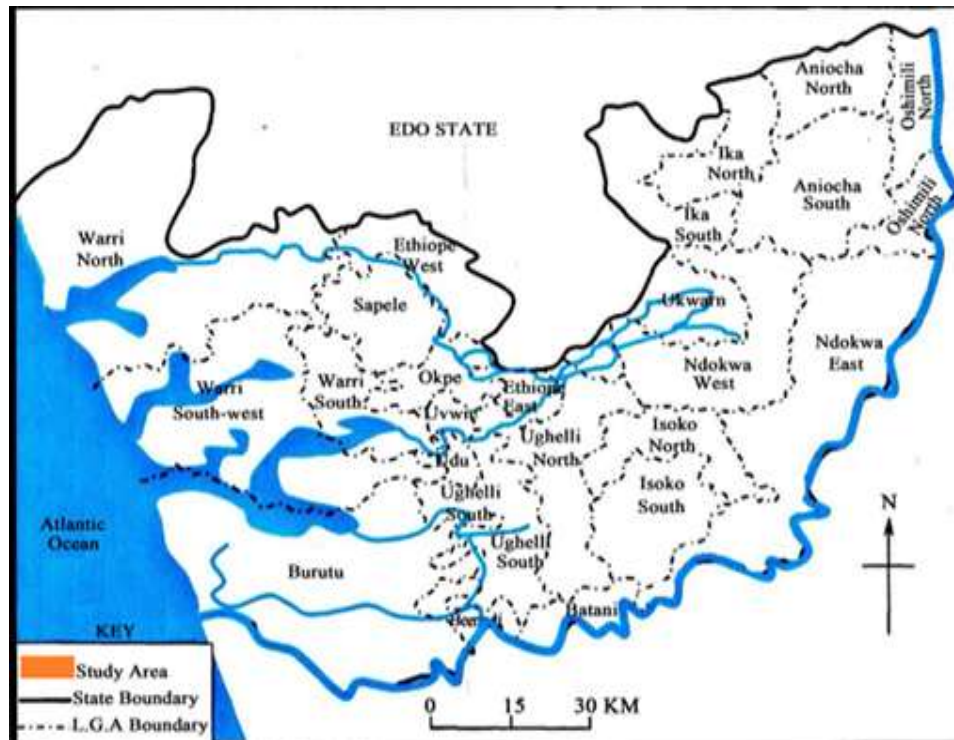 Aniocha
North
Oshimili
North
EDO STATE
Ika
North
Aniocha
South
Oshimili
North
Ika
South
Warri
North
Ethiope
West
Sapele
Ukwarn
Ndokwa
East
Ndokwa
West
Okpe
Warri
South
Ethiope
East
Warri
South-west
Uvwie
Isoko
North
Ughelli
North
Udu
Isoko
South
Ughelli
South
N
Atlantic
Ocean
Ughelli
South
Burutu
Batani
KEY
Study Area
State Boundary
L.G.A Boundary
0 15 30 KM